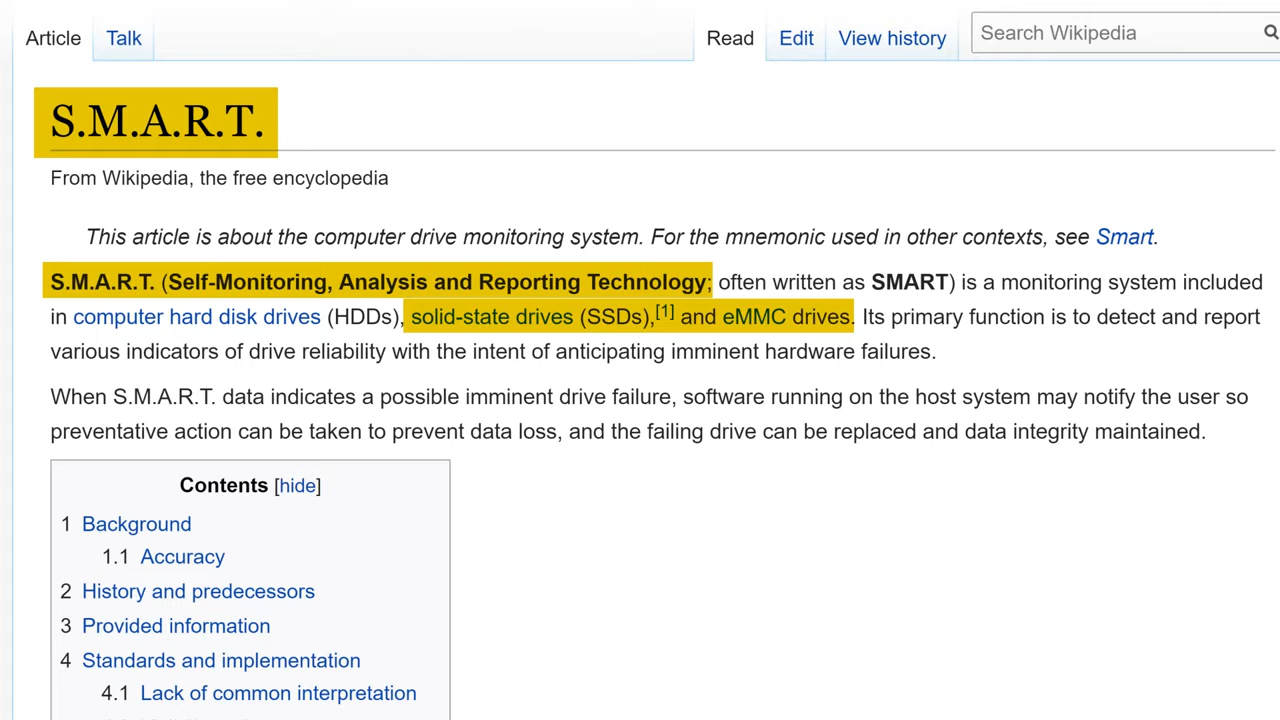 Article Talk Read Edit View history Search Wikipedia
S.M.A.R.T.
From Wikipedia, the free encyclopedia
This article is about the computer drive monitoring system. For the mnemonic used in other contexts, see Smart.
S.M.A.R.T. (Self-Monitoring, Analysis and Reporting Technology; often written as SMART) is a monitoring system included
in computer hard disk drives (HDDs), solid-state drives (SSDs),[1] and eMMC drives. Its primary function is to detect and report
various indicators of drive reliability with the intent of anticipating imminent hardware failures.
When S.M.A.R.T. data indicates a possible imminent drive failure, software running on the host system may notify the user so
preventative action can be taken to prevent data loss, and the failing drive can be replaced and data integrity maintained.
Contents [hide]
1 Background
1.1 Accuracy
2 History and predecessors
3 Provided information
4 Standards and implementation
4.1 Lack of common interpretation